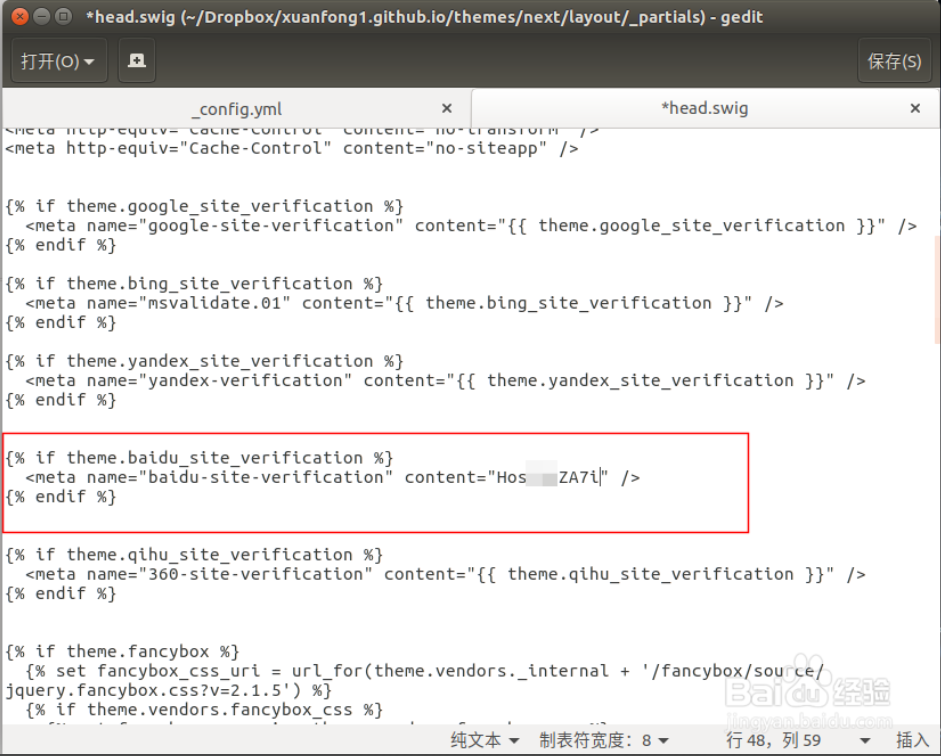 *head.swig (~/Dropbox/xuanfong1.github.io/themes/next/layout/_partials) - gedit
打开(O)
保存(S)
_config.yml ×
*head.swig ×
<meta http-equiv="Cache-Control" content="no-transform" />
<meta http-equiv="Cache-Control" content="no-siteapp" />
{% if theme.google_site_verification %}
<meta name="google-site-verification" content="{{ theme.google_site_verification }}" />
{% endif %}
{% if theme.bing_site_verification %}
<meta name="msvalidate.01" content="{{ theme.bing_site_verification }}" />
{% endif %}
{% if theme.yandex_site_verification %}
<meta name="yandex-verification" content="{{ theme.yandex_site_verification }}" />
{% endif %}
{% if theme.baidu_site_verification %}
<meta name="baidu-site-verification" content="Hos ZA7i" />
{% endif %}
{% if theme.qihu_site_verification %}
<meta name="360-site-verification" content="{{ theme.qihu_site_verification }}" />
{% endif %}
{% if theme.fancybox %}
{% set fancybox_css_uri = url_for(theme.vendors._internal + '/fancybox/source/
jquery.fancybox.css?v=2.1.5') %}
{% if theme.vendors.fancybox_css %}
Baidu 经验
jingyan.baidu.com
纯文本 制表符宽度: 8 行 48, 列 59 插入